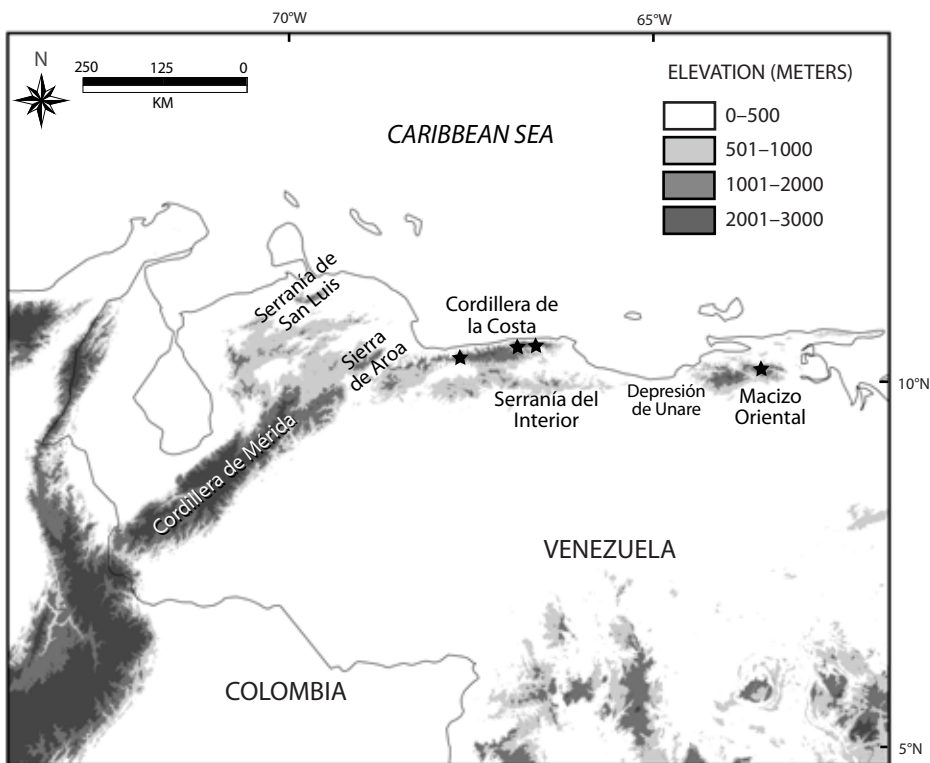 70°W
65°W
N
250
125
0
KM
ELEVATION (METERS)
0–500
501–1000
1001–2000
2001–3000
CARIBBEAN SEA
Serranía de
San Luis
Cordillera de
la Costa
Sierra
de Aroa
10°N
Serranía del
Interior
Depresión
de Unare
Macizo
Oriental
Cordillera de Mérida
VENEZUELA
COLOMBIA
5°N